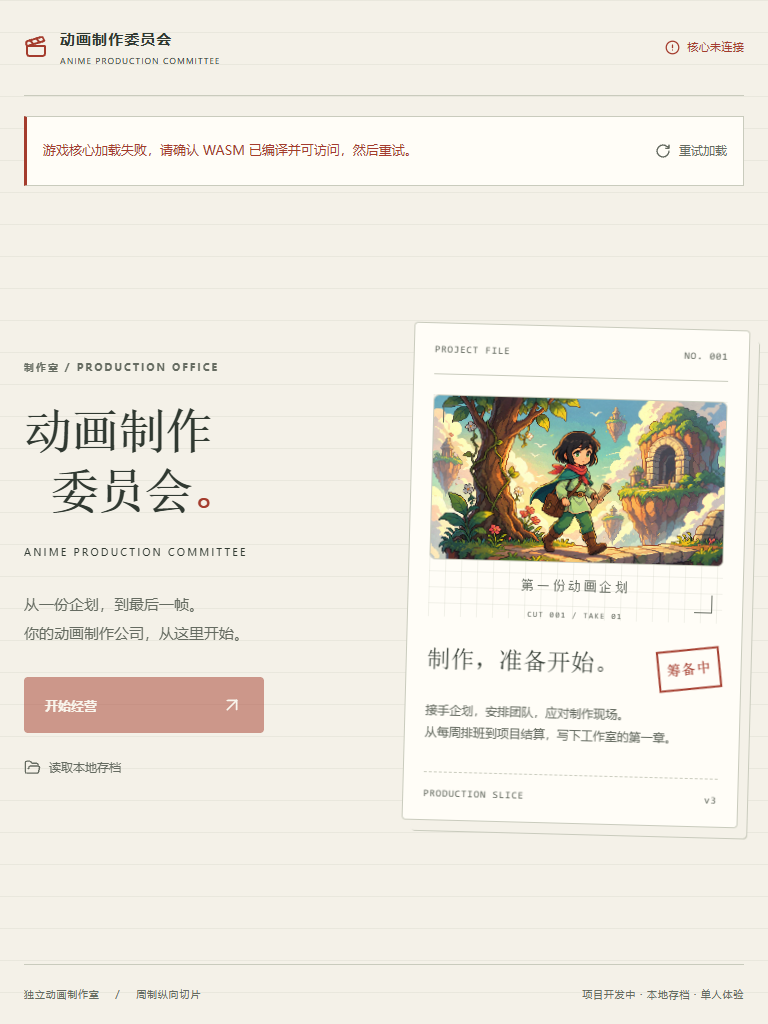 动画制作委员会
ANIME PRODUCTION COMMITTEE
核心未连接
游戏核心加载失败，请确认 WASM 已编译并可访问，然后重试。
重试加载
制作室 / PRODUCTION OFFICE
动画制作
委员会。
ANIME PRODUCTION COMMITTEE
从一份企划，到最后一帧。
你的动画制作公司，从这里开始。
开始经营
读取本地存档
PROJECT FILE
NO. 001
第一份动画企划
CUT 001 / TAKE 01
制作，准备开始。
筹备中
接手企划，安排团队，应对制作现场。
从每周排班到项目结算，写下工作室的第一章。
PRODUCTION SLICE
v3
独立动画制作室 / 周制纵向切片
项目开发中 · 本地存档 · 单人体验